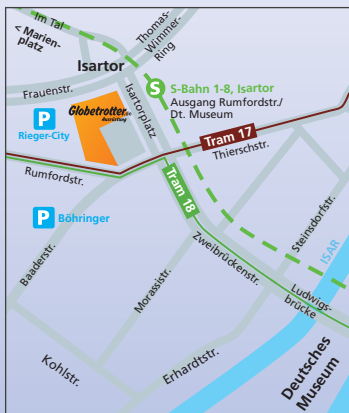 Im Tal
< Marien-
platz
Thomas-
Wimmer-
Ring
Isartor
Frauenstr.
Isartorplatz
S
S-Bahn 1-8, Isartor
Ausgang Rumfordstr./
Dt. Museum
Globetrotter.de
Ausrüstung
P
Rieger-City
Tram 17
Thierschstr.
Rumfordstr.
Tram 18
P
Böhringer
Steinsdorfstr.
Zweibrückenstr.
ISAR
Baaderstr.
Morassistr.
Ludwigs-
brücke
Kohlstr.
Erhardtstr.
Deutsches
Museum